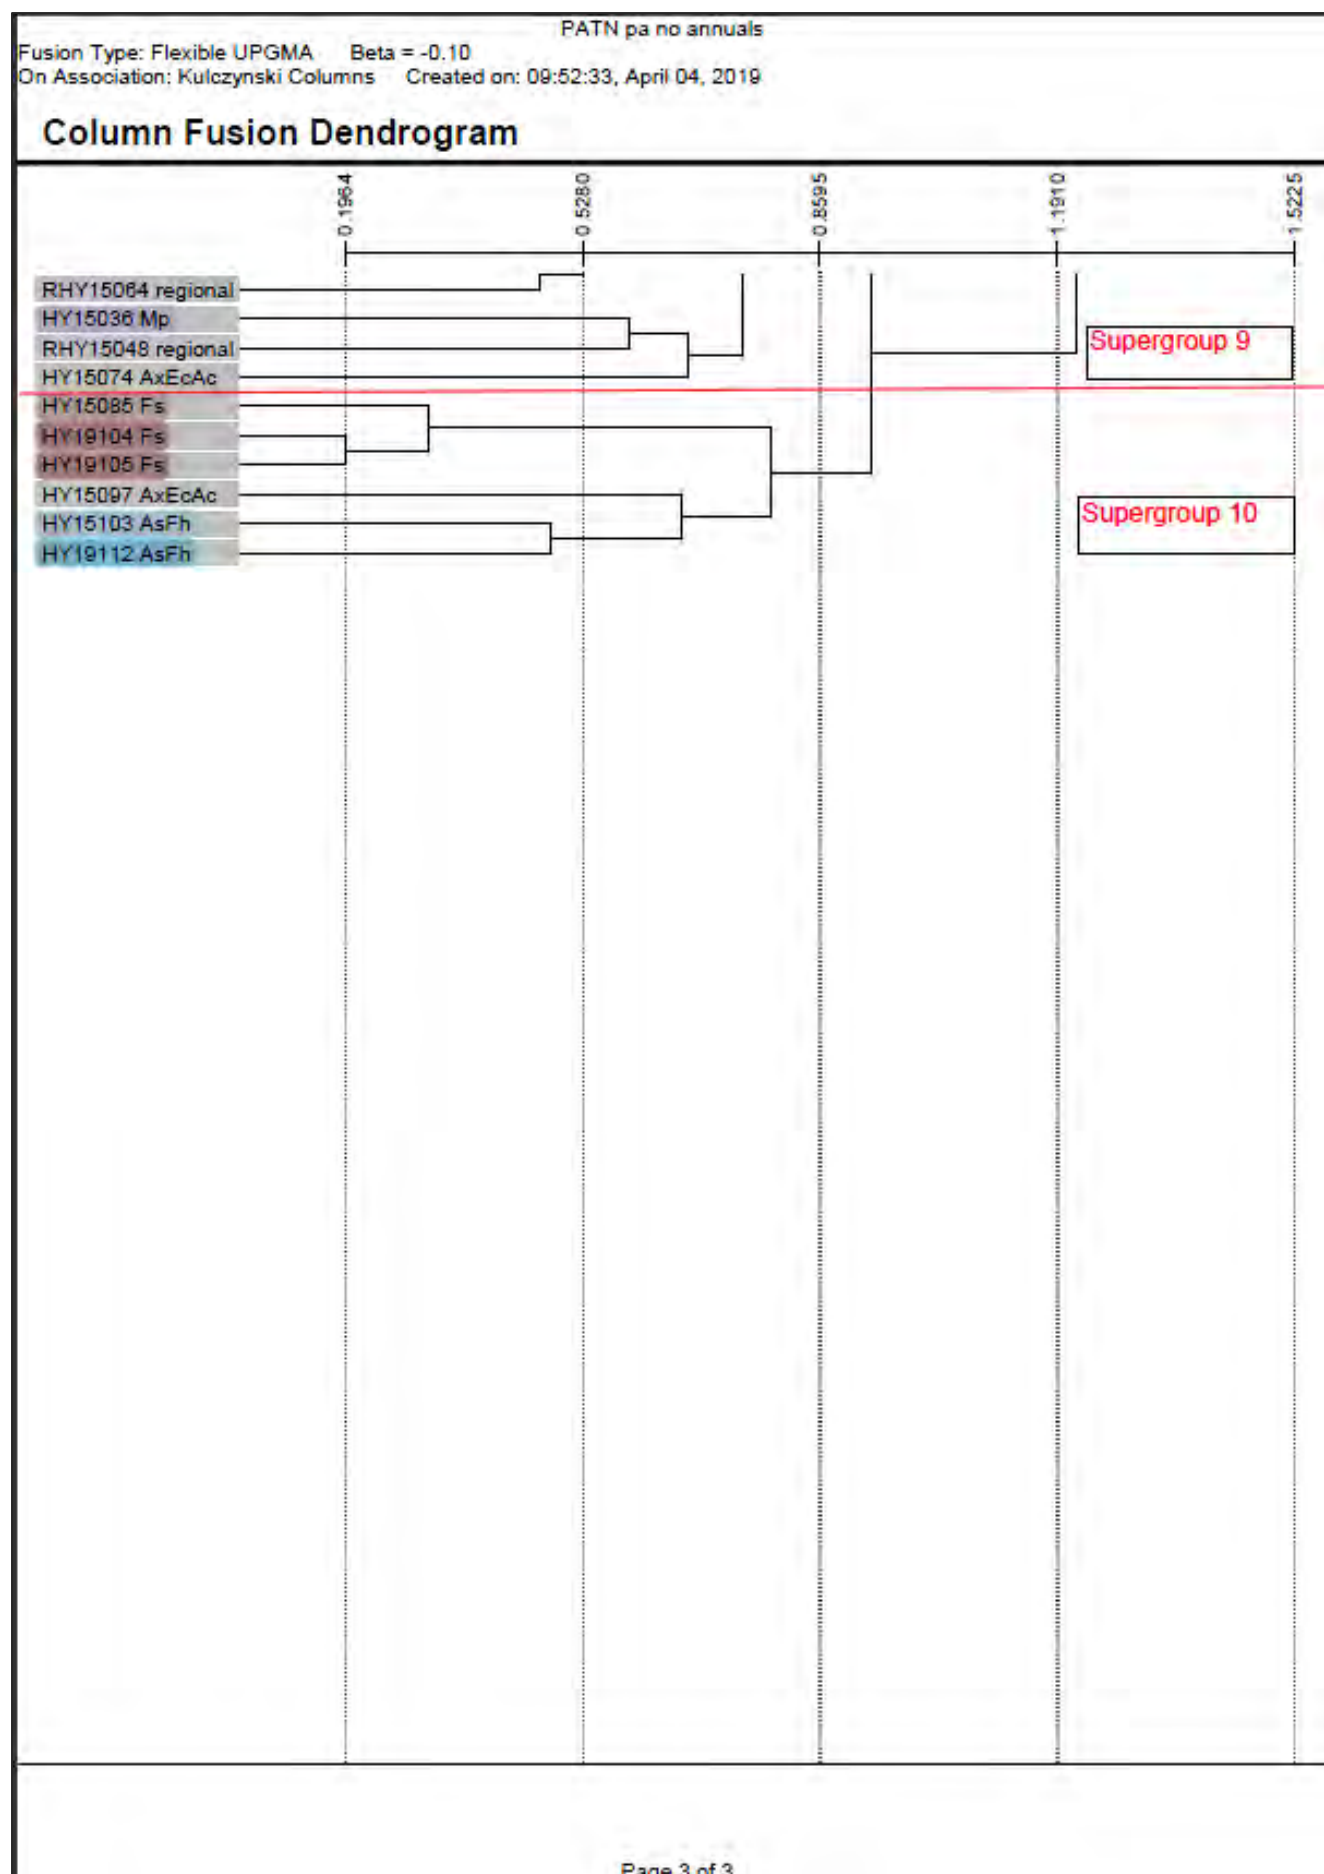 PATN pa no annuals
Fusion Type: Flexible UPGMA Beta = -0.10
On Association: Kulczynski Columns Created on: 09:52:33, April 04, 2019
Column Fusion Dendrogram
0.1964 0.5280 0.8595 1.1910 1.5225
RHY15064 regional
HY15036 Mp
RHY15048 regional
Supergroup 9
HY15074 AxEcAc
HY15085 Fs
HY19104 Fs
HY19105 Fs
HY15097 AxEcAc
Supergroup 10
HY15103 AsFh
HY19112 AsFh
Page 3 of 3